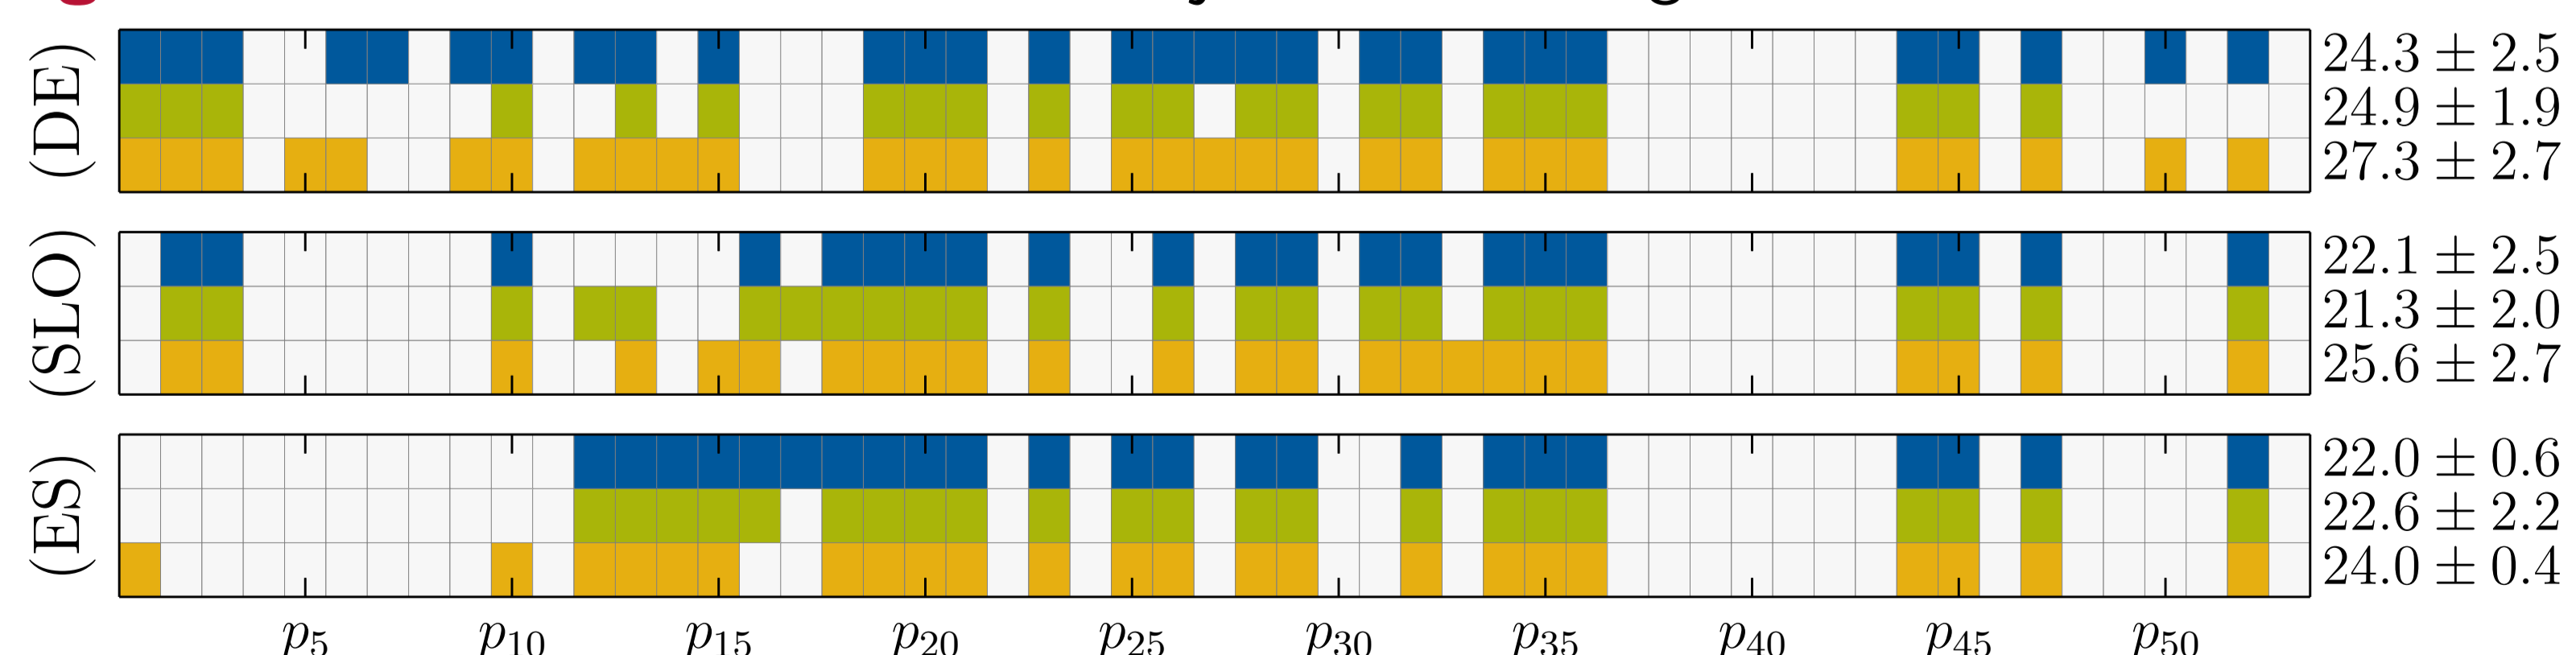 (DE)
24.3 ± 2.5
24.9 ± 1.9
27.3 ± 2.7
(SLO)
22.1 ± 2.5
21.3 ± 2.0
25.6 ± 2.7
(ES)
22.0 ± 0.6
22.6 ± 2.2
24.0 ± 0.4
p5 p10 p15 p20 p25 p30 p35 p40 p45 p50